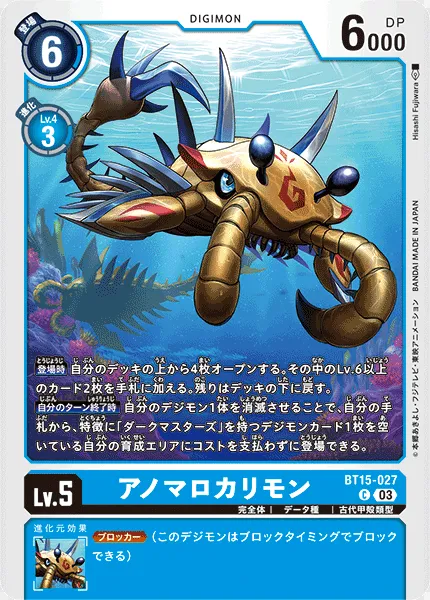 DIGIMON
登場
6
6000
DP
進化
Lv.4
3
Hisashi Fujiwara
BANDAI MADE IN JAPAN
©本郷あきよし・フジテレビ・東映アニメーション
登場時 自分のデッキの上から4枚オープンする。その中のLv.6以上
のカード2枚を手札に加える。残りはデッキの下に戻す。
自分のターン終了時 自分のデジモン1体を消滅させることで、自分の手
札から、特徴に「ダークマスターズ」を持つデジモンカード1枚を空
いている自分の育成エリアにコストを支払わずに登場できる。
Lv.5
アノマロカリモン
BT15-027
C 03
完全体 | データ種 | 古代甲殻類型
進化元効果
ブロッカー (このデジモンはブロックタイミングでブロック
できる)